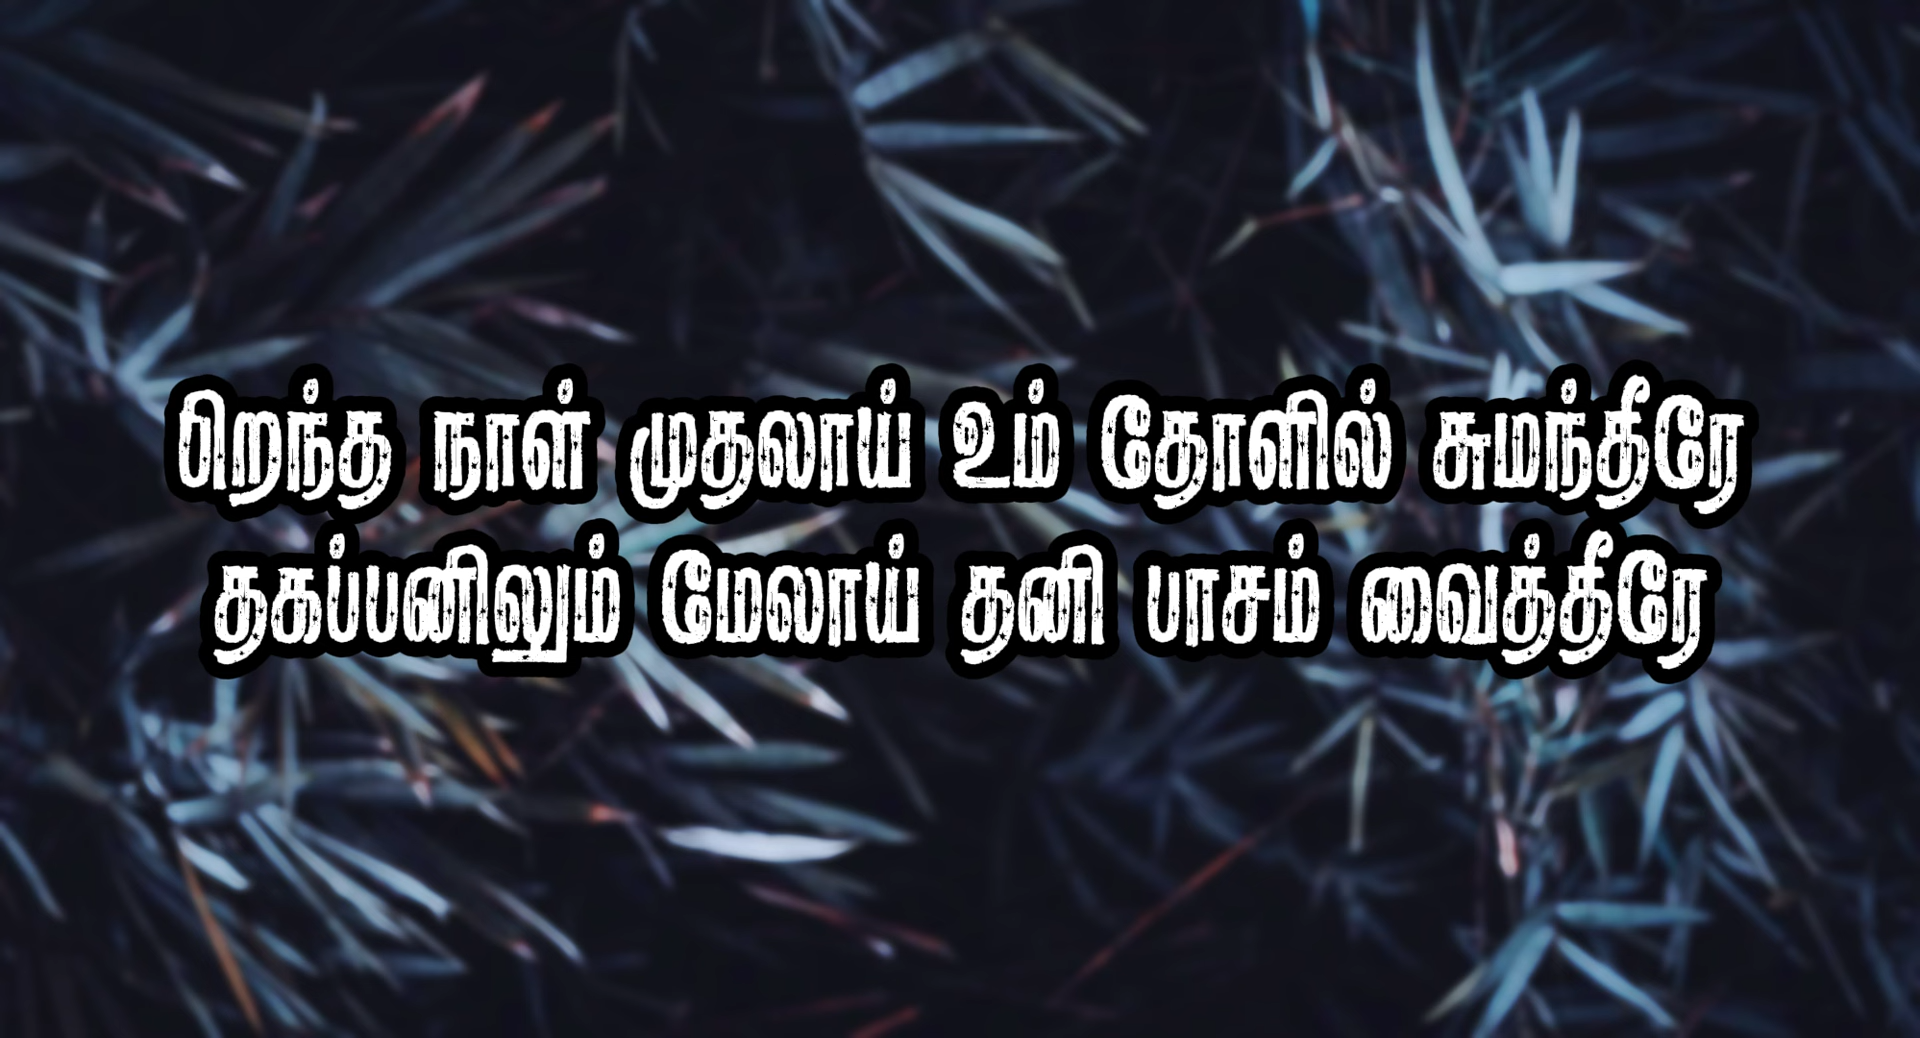 பிறந்த நாள் முதலாய் உம் தோளில் சுமந்தீரே
தகப்பனிலும் மேலாய் தனி பாசம் வைத்தீரே